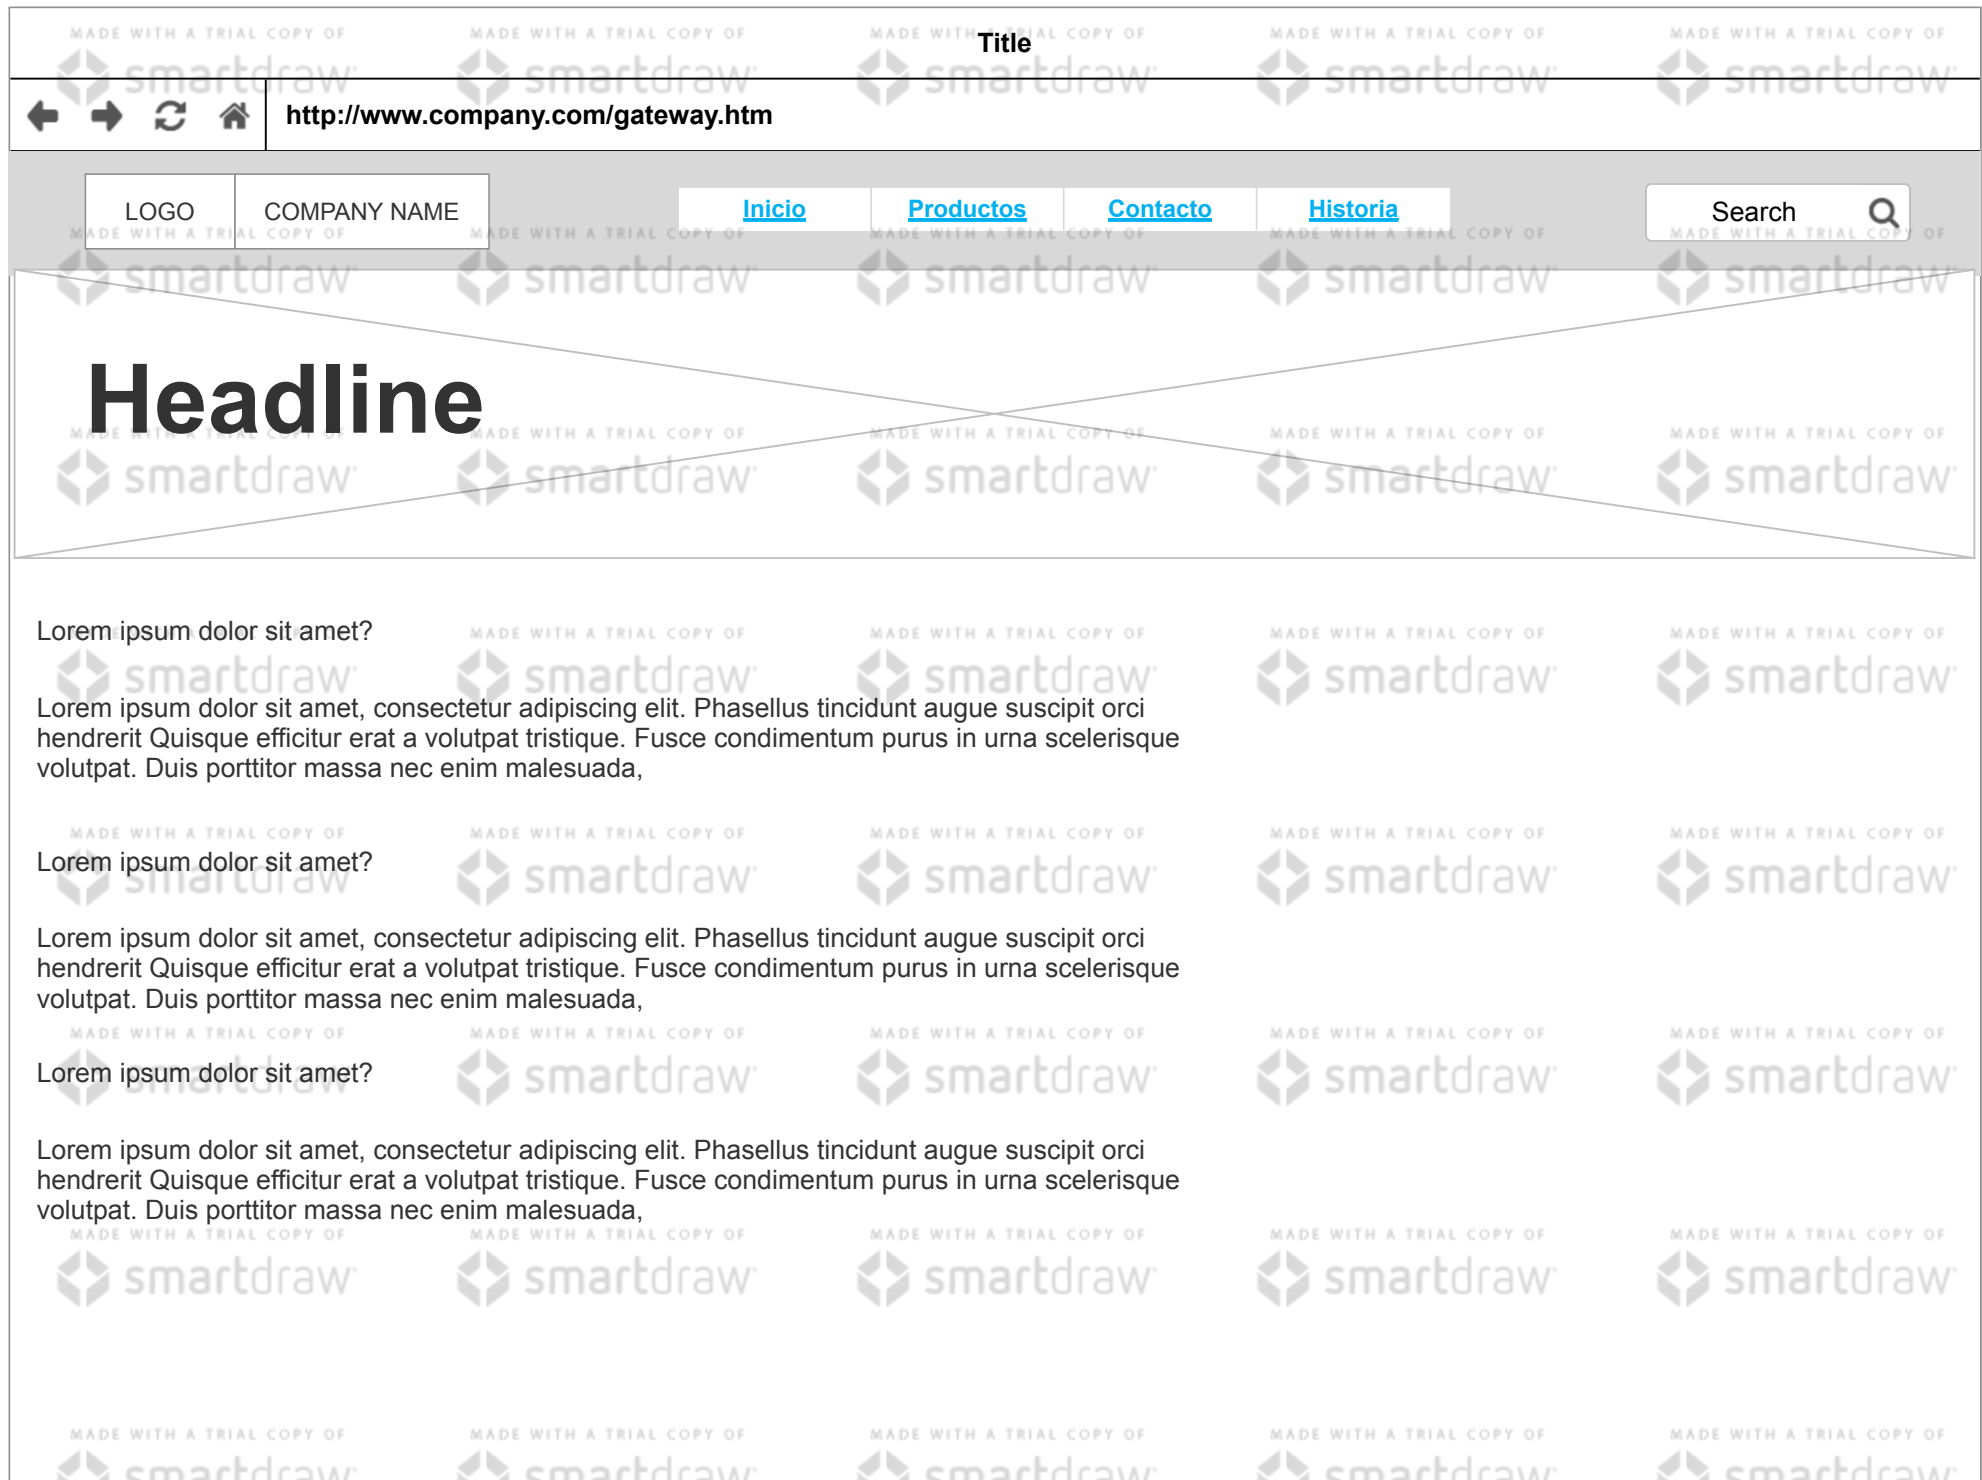 Title
http://www.company.com/gateway.htm
LOGO
COMPANY NAME
Inicio
Productos
Contacto
Historia
Search
Headline
Lorem ipsum dolor sit amet?
Lorem ipsum dolor sit amet, consectetur adipiscing elit. Phasellus tincidunt augue suscipit orci
hendrerit Quisque efficitur erat a volutpat tristique. Fusce condimentum purus in urna scelerisque
volutpat. Duis porttitor massa nec enim malesuada,
Lorem ipsum dolor sit amet?
Lorem ipsum dolor sit amet, consectetur adipiscing elit. Phasellus tincidunt augue suscipit orci
hendrerit Quisque efficitur erat a volutpat tristique. Fusce condimentum purus in urna scelerisque
volutpat. Duis porttitor massa nec enim malesuada,
Lorem ipsum dolor sit amet?
Lorem ipsum dolor sit amet, consectetur adipiscing elit. Phasellus tincidunt augue suscipit orci
hendrerit Quisque efficitur erat a volutpat tristique. Fusce condimentum purus in urna scelerisque
volutpat. Duis porttitor massa nec enim malesuada,
MADE WITH A TRIAL COPY OF
smartdraw